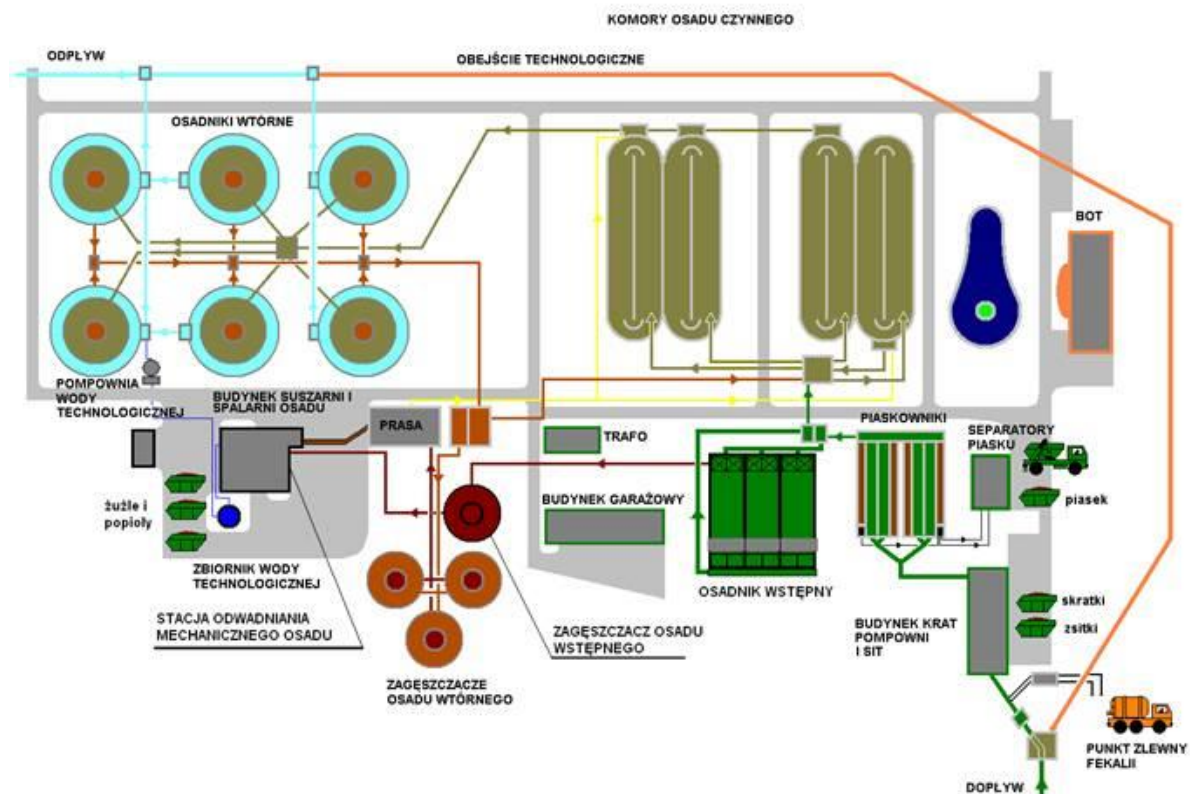 KOMORY OSADU CZYNNEGO
ODPŁYW
OBEJŚCIE TECHNOLOGICZNE
OSADNIKI WTÓRNE
BOT
POMPOWNIA
WODY
TECHNOLOGICZNEJ
BUDYNEK SUSZARNI I
SPALARNI OSADU
PRASA
TRAFO
PIASKOWNIKI
SEPARATORY
PIASKU
piasek
żużle i
popioły
BUDYNEK GARAŻOWY
ZBIORNIK WODY
TECHNOLOGICZNEJ
OSADNIK WSTĘPNY
skratki
zsitki
BUDYNEK KRAT
POMPOWNI
I SIT
STACJA ODWADNIANIA
MECHANICZNEGO OSADU
ZAGĘSZCZACZ OSADU
WSTĘPNEGO
ZAGĘSZCZACZE
OSADU WTÓRNEGO
PUNKT ZLEWNY
FEKALII
DOPŁYW